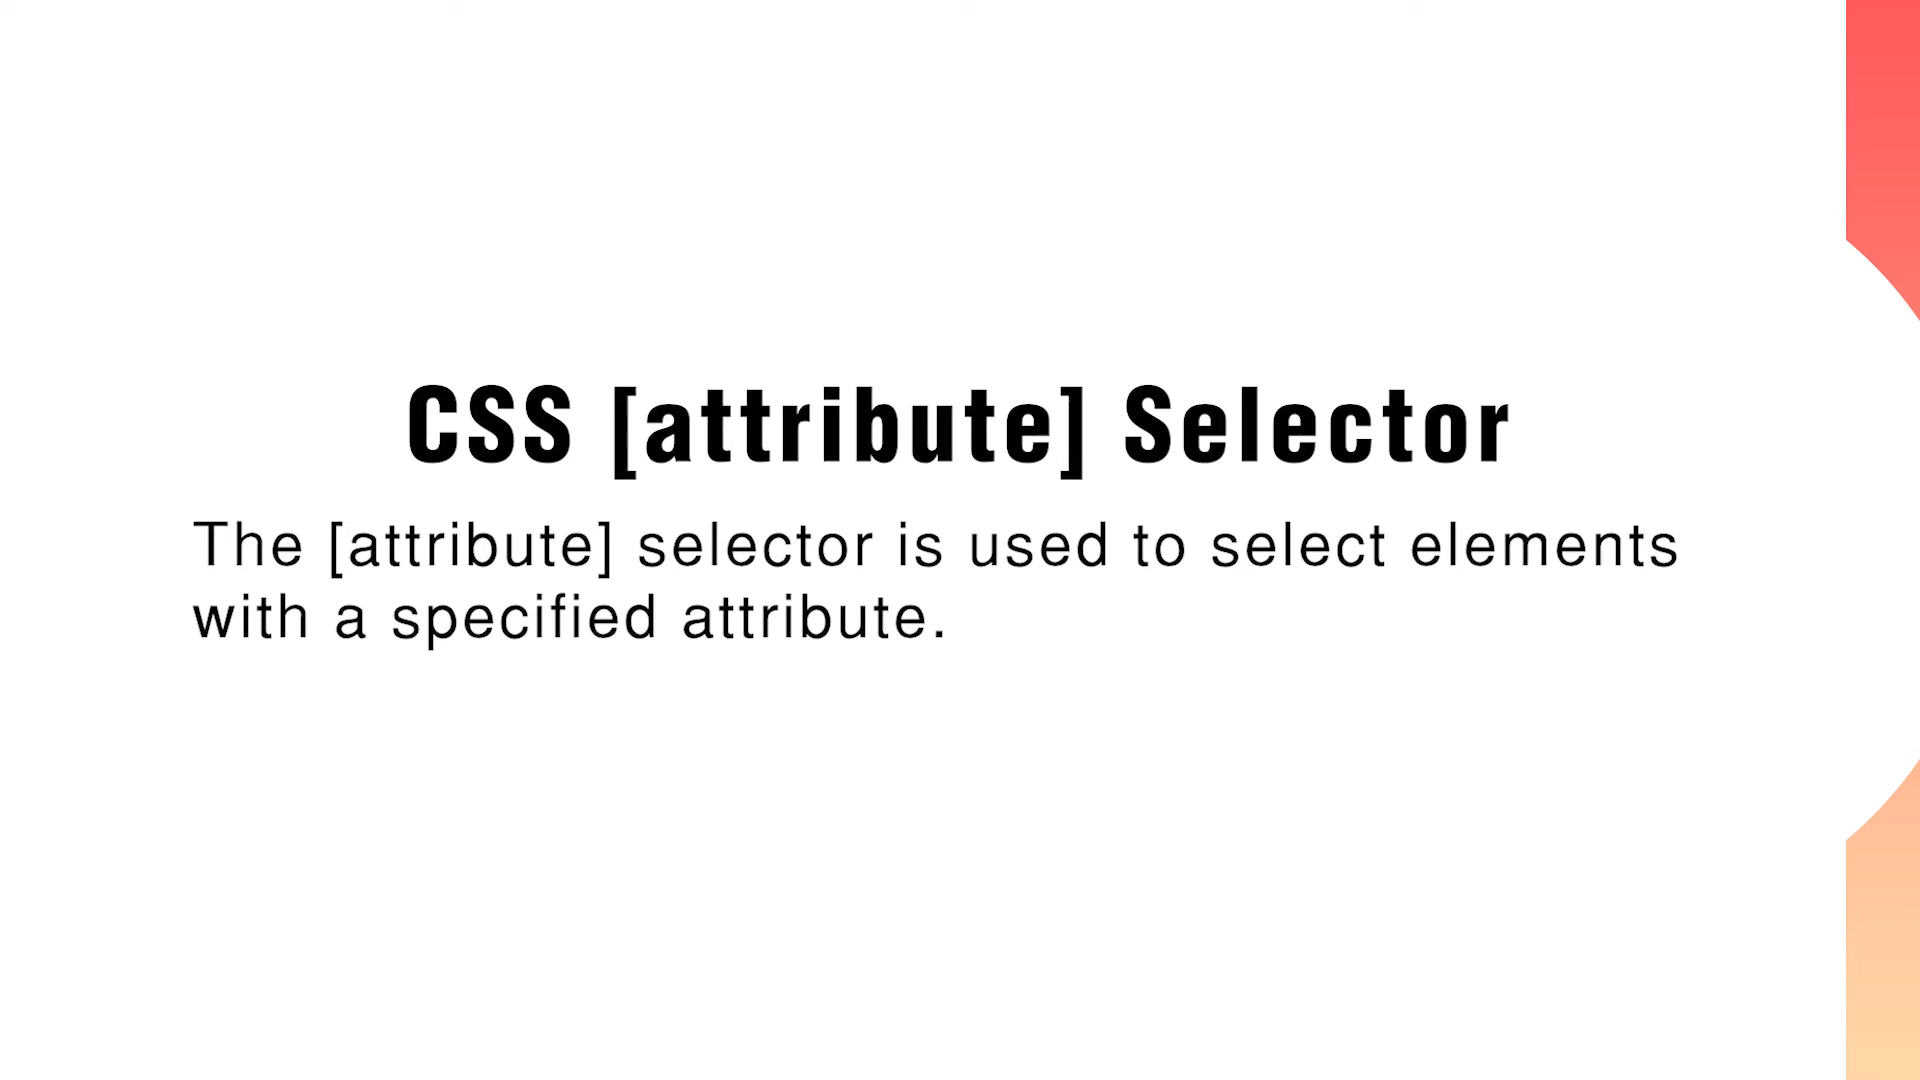 CSS [attribute] Selector
The [attribute] selector is used to select elements
with a specified attribute.